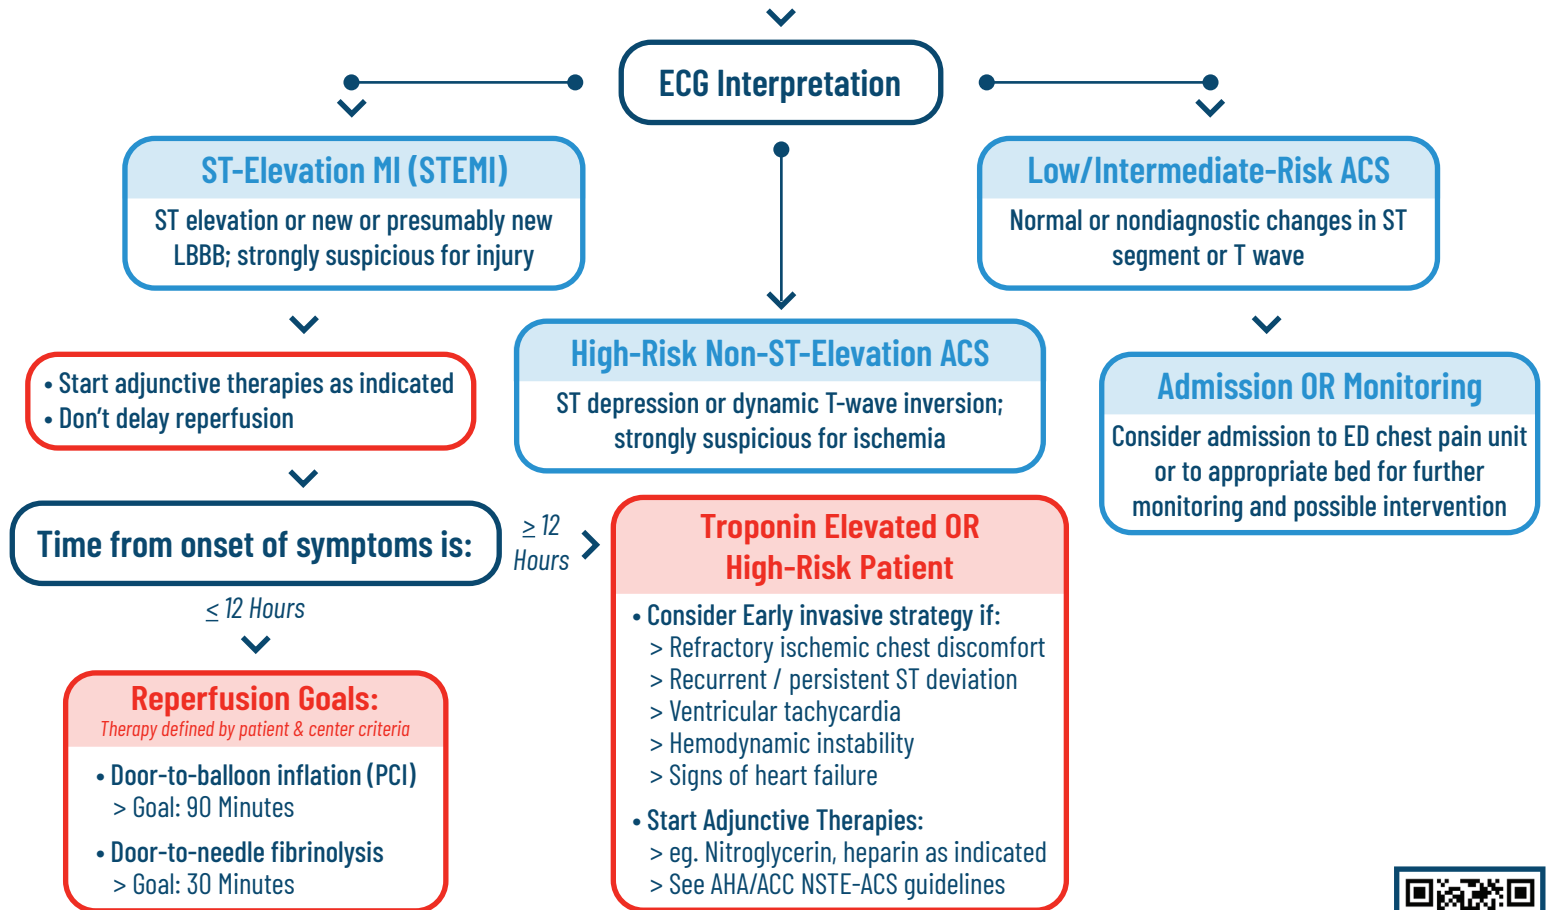 ECG Interpretation
ST-Elevation MI (STEMI)
ST elevation or new or presumably new
LBBB; strongly suspicious for injury
Low/Intermediate-Risk ACS
Normal or nondiagnostic changes in ST
segment or T wave
High-Risk Non-ST-Elevation ACS
ST depression or dynamic T-wave inversion;
strongly suspicious for ischemia
• Start adjunctive therapies as indicated
• Don't delay reperfusion
Admission OR Monitoring
Consider admission to ED chest pain unit
or to appropriate bed for further
monitoring and possible intervention
Time from onset of symptoms is:
≥ 12
Hours
≤ 12 Hours
Troponin Elevated OR
High-Risk Patient
• Consider Early invasive strategy if:
> Refractory ischemic chest discomfort
> Recurrent / persistent ST deviation
> Ventricular tachycardia
> Hemodynamic instability
> Signs of heart failure
• Start Adjunctive Therapies:
> eg. Nitroglycerin, heparin as indicated
> See AHA/ACC NSTE-ACS guidelines
Reperfusion Goals:
Therapy defined by patient & center criteria
• Door-to-balloon inflation (PCI)
> Goal: 90 Minutes
• Door-to-needle fibrinolysis
> Goal: 30 Minutes